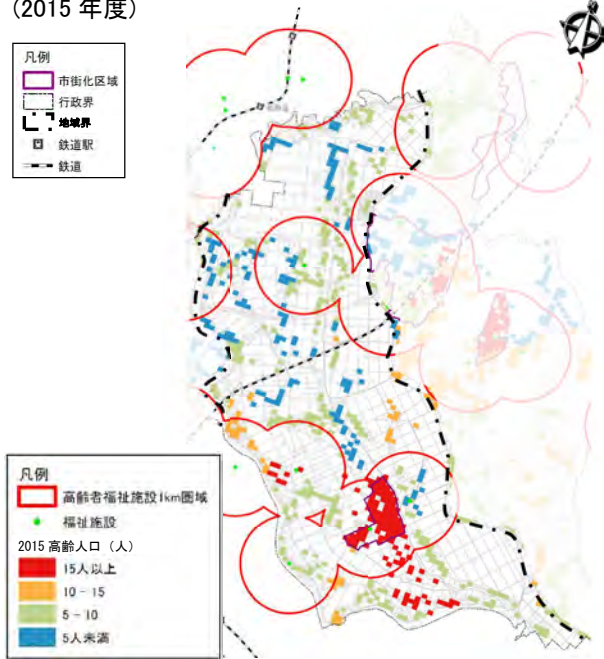 (2015 年度)
凡例
市街化区域
行政界
地域界
鉄道駅
鉄道
凡例
高齢者福祉施設1km圏域
福祉施設
2015 高齢人口（人）
15人以上
10 - 15
5 - 10
5人未満